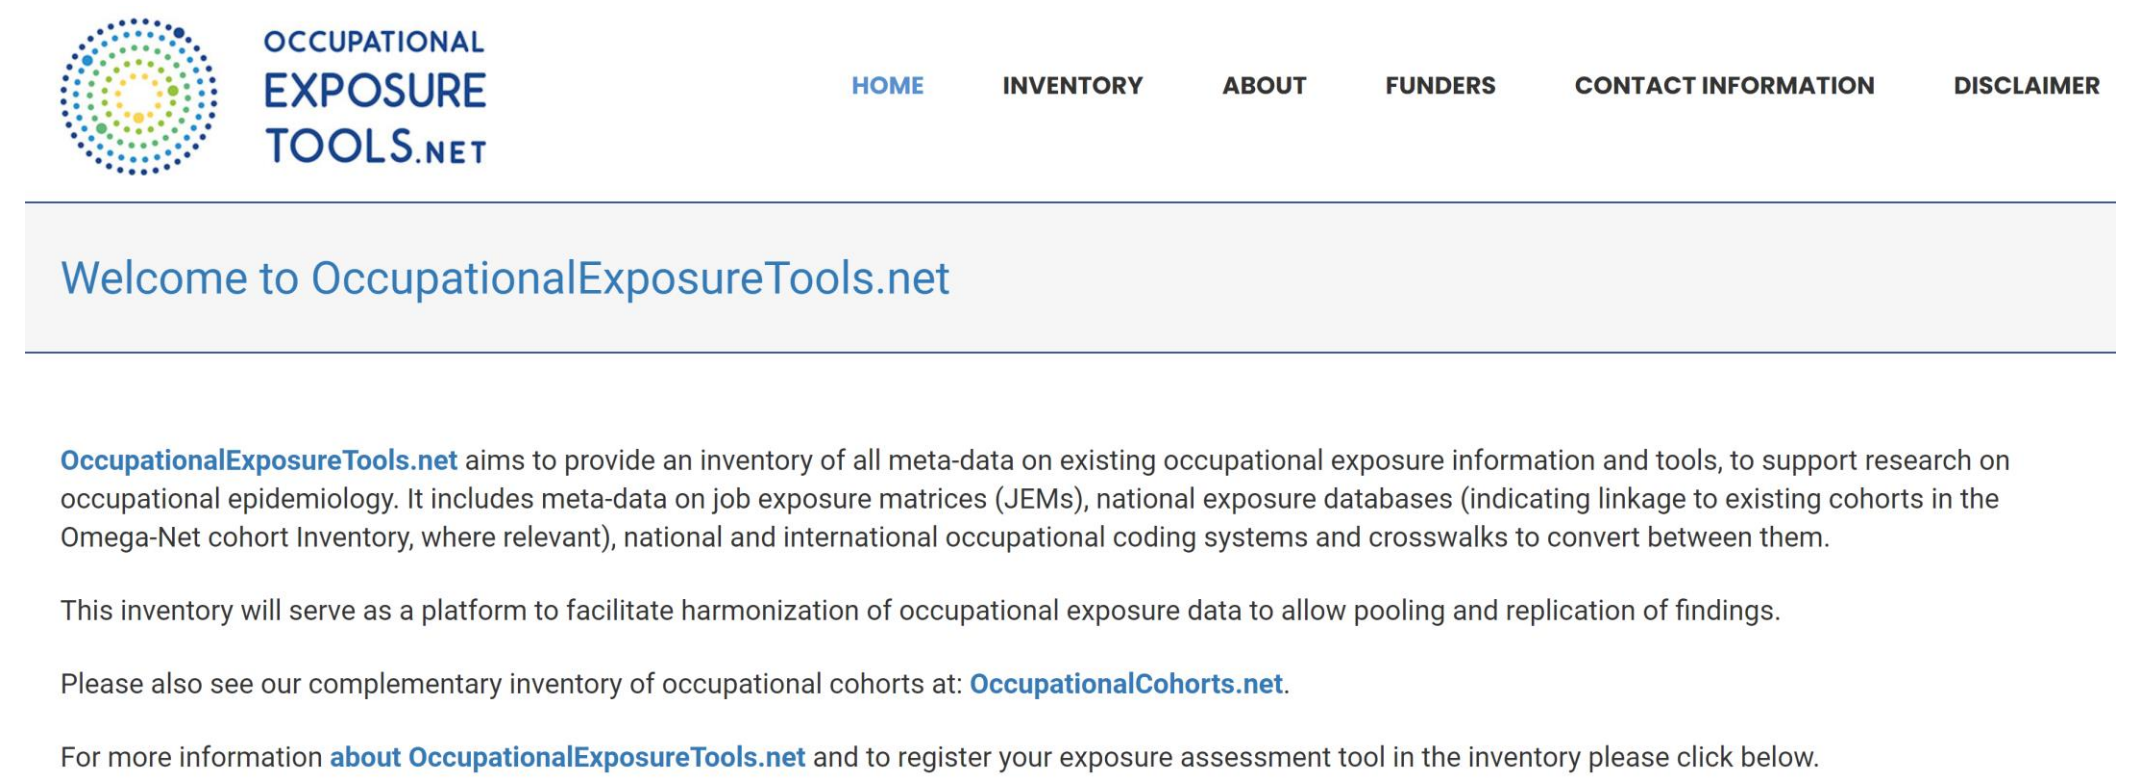 OCCUPATIONAL
EXPOSURE
TOOLS.NET
HOME INVENTORY ABOUT FUNDERS CONTACT INFORMATION DISCLAIMER
Welcome to OccupationalExposureTools.net
OccupationalExposureTools.net aims to provide an inventory of all meta-data on existing occupational exposure information and tools, to support research on
occupational epidemiology. It includes meta-data on job exposure matrices (JEMs), national exposure databases (indicating linkage to existing cohorts in the
Omega-Net cohort Inventory, where relevant), national and international occupational coding systems and crosswalks to convert between them.
This inventory will serve as a platform to facilitate harmonization of occupational exposure data to allow pooling and replication of findings.
Please also see our complementary inventory of occupational cohorts at: OccupationalCohorts.net.
For more information about OccupationalExposureTools.net and to register your exposure assessment tool in the inventory please click below.